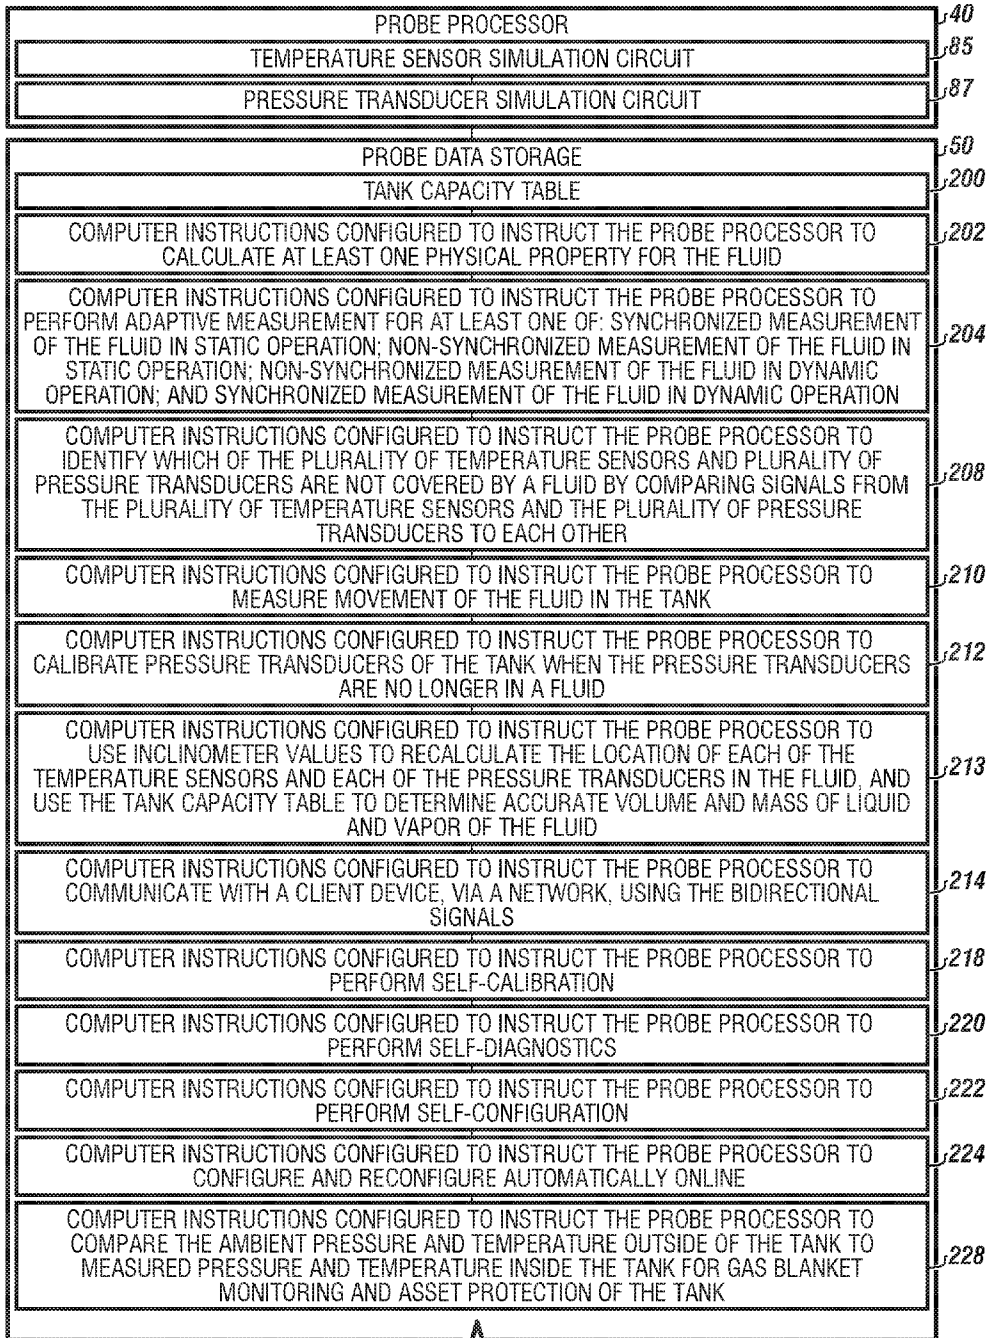 PROBE PROCESSOR
40
TEMPERATURE SENSOR SIMULATION CIRCUIT
85
PRESSURE TRANSDUCER SIMULATION CIRCUIT
87
PROBE DATA STORAGE
50
TANK CAPACITY TABLE
200
COMPUTER INSTRUCTIONS CONFIGURED TO INSTRUCT THE PROBE PROCESSOR TO
CALCULATE AT LEAST ONE PHYSICAL PROPERTY FOR THE FLUID
202
COMPUTER INSTRUCTIONS CONFIGURED TO INSTRUCT THE PROBE PROCESSOR TO
PERFORM ADAPTIVE MEASUREMENT FOR AT LEAST ONE OF: SYNCHRONIZED MEASUREMENT
OF THE FLUID IN STATIC OPERATION; NON-SYNCHRONIZED MEASUREMENT OF THE FLUID IN
STATIC OPERATION; NON-SYNCHRONIZED MEASUREMENT OF THE FLUID IN DYNAMIC
OPERATION; AND SYNCHRONIZED MEASUREMENT OF THE FLUID IN DYNAMIC OPERATION
204
COMPUTER INSTRUCTIONS CONFIGURED TO INSTRUCT THE PROBE PROCESSOR TO
IDENTIFY WHICH OF THE PLURALITY OF TEMPERATURE SENSORS AND PLURALITY OF
PRESSURE TRANSDUCERS ARE NOT COVERED BY A FLUID BY COMPARING SIGNALS FROM
THE PLURALITY OF TEMPERATURE SENSORS AND THE PLURALITY OF PRESSURE
TRANSDUCERS TO EACH OTHER
208
COMPUTER INSTRUCTIONS CONFIGURED TO INSTRUCT THE PROBE PROCESSOR TO
MEASURE MOVEMENT OF THE FLUID IN THE TANK
210
COMPUTER INSTRUCTIONS CONFIGURED TO INSTRUCT THE PROBE PROCESSOR TO
CALIBRATE PRESSURE TRANSDUCERS OF THE TANK WHEN THE PRESSURE TRANSDUCERS
ARE NO LONGER IN A FLUID
212
COMPUTER INSTRUCTIONS CONFIGURED TO INSTRUCT THE PROBE PROCESSOR TO
USE INCLINOMETER VALUES TO RECALCULATE THE LOCATION OF EACH OF THE
TEMPERATURE SENSORS AND EACH OF THE PRESSURE TRANSDUCERS IN THE FLUID, AND
USE THE TANK CAPACITY TABLE TO DETERMINE ACCURATE VOLUME AND MASS OF LIQUID
AND VAPOR OF THE FLUID
213
COMPUTER INSTRUCTIONS CONFIGURED TO INSTRUCT THE PROBE PROCESSOR TO
COMMUNICATE WITH A CLIENT DEVICE, VIA A NETWORK, USING THE BIDIRECTIONAL
SIGNALS
214
COMPUTER INSTRUCTIONS CONFIGURED TO INSTRUCT THE PROBE PROCESSOR TO
PERFORM SELF-CALIBRATION
218
COMPUTER INSTRUCTIONS CONFIGURED TO INSTRUCT THE PROBE PROCESSOR TO
PERFORM SELF-DIAGNOSTICS
220
COMPUTER INSTRUCTIONS CONFIGURED TO INSTRUCT THE PROBE PROCESSOR TO
PERFORM SELF-CONFIGURATION
222
COMPUTER INSTRUCTIONS CONFIGURED TO INSTRUCT THE PROBE PROCESSOR TO
CONFIGURE AND RECONFIGURE AUTOMATICALLY ONLINE
224
COMPUTER INSTRUCTIONS CONFIGURED TO INSTRUCT THE PROBE PROCESSOR TO
COMPARE THE AMBIENT PRESSURE AND TEMPERATURE OUTSIDE OF THE TANK TO
MEASURED PRESSURE AND TEMPERATURE INSIDE THE TANK FOR GAS BLANKET
MONITORING AND ASSET PROTECTION OF THE TANK
228